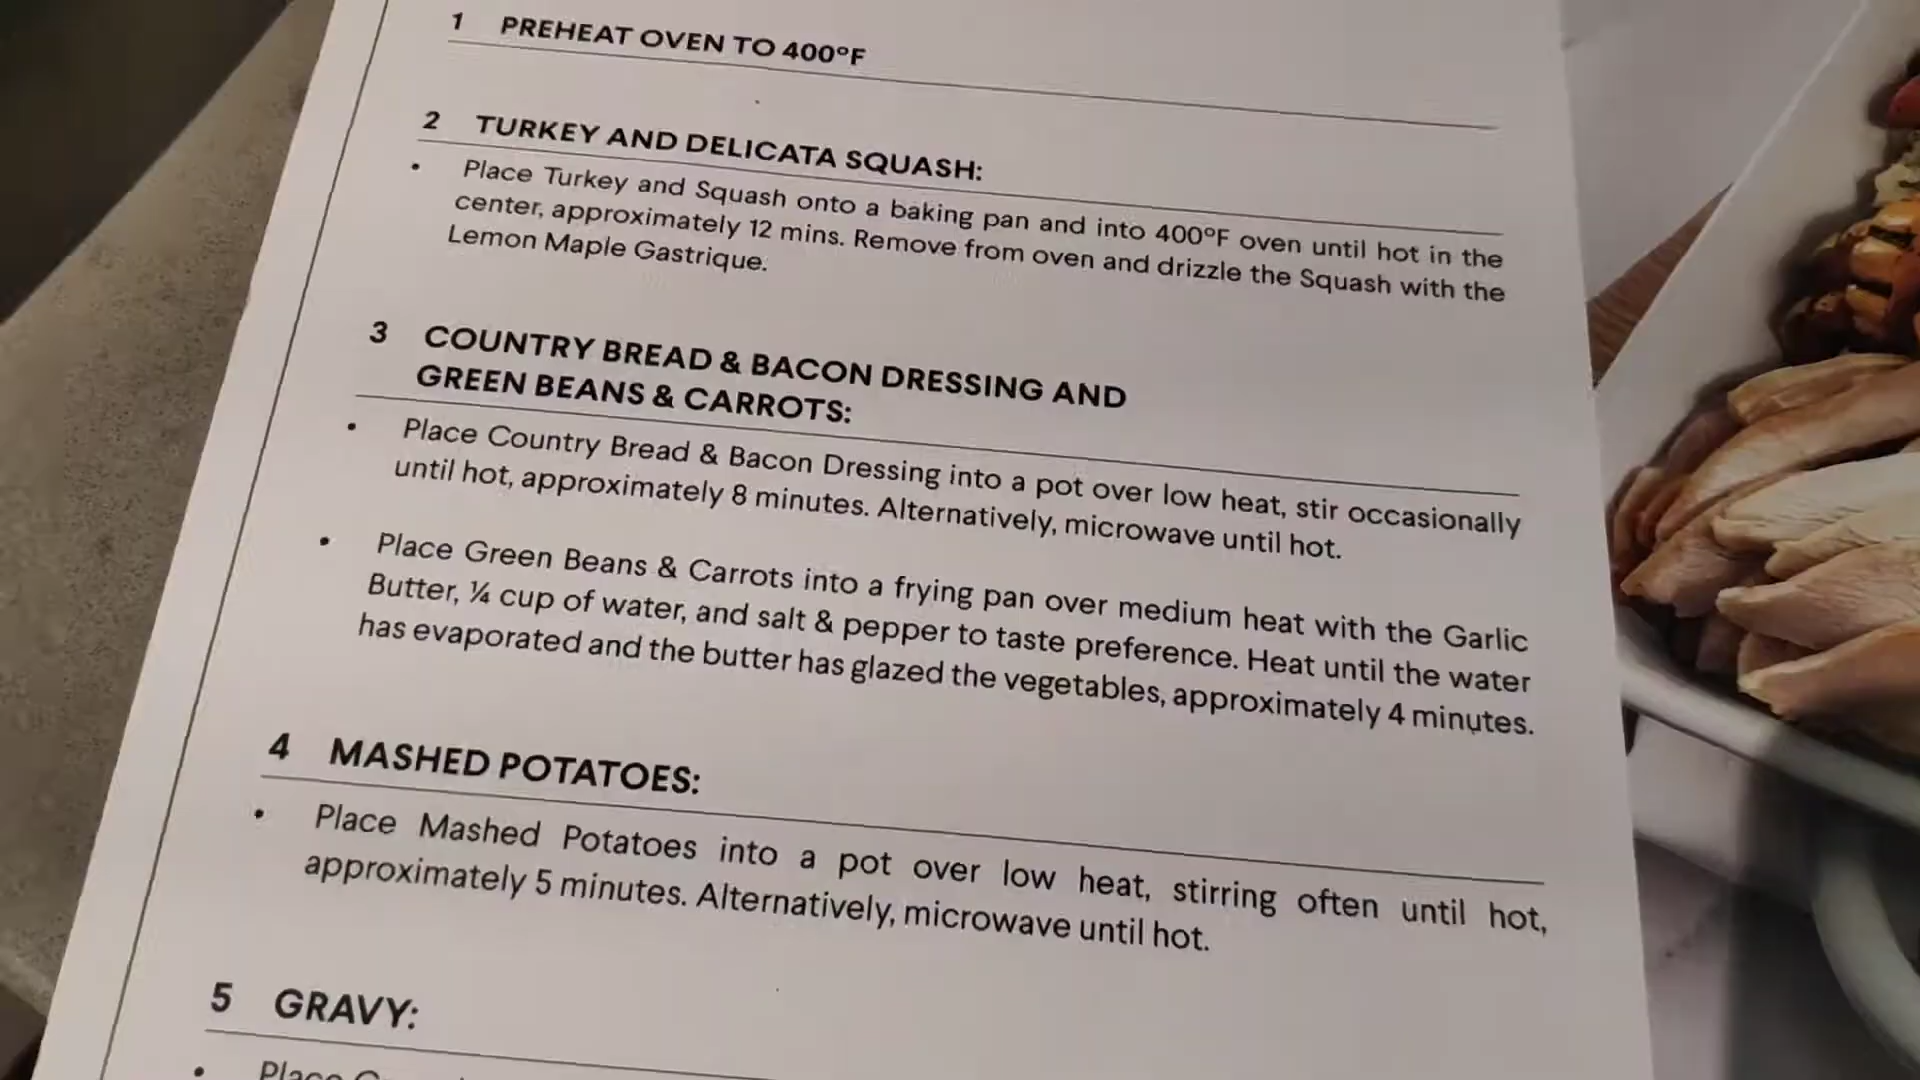 1 PREHEAT OVEN TO 400°F
2 TURKEY AND DELICATA SQUASH:
• Place Turkey and Squash onto a baking pan and into 400°F oven until hot in the
center, approximately 12 mins. Remove from oven and drizzle the Squash with the
Lemon Maple Gastrique.
3 COUNTRY BREAD & BACON DRESSING AND
GREEN BEANS & CARROTS:
• Place Country Bread & Bacon Dressing into a pot over low heat, stir occasionally
until hot, approximately 8 minutes. Alternatively, microwave until hot.
• Place Green Beans & Carrots into a frying pan over medium heat with the Garlic
Butter, ¼ cup of water, and salt & pepper to taste preference. Heat until the water
has evaporated and the butter has glazed the vegetables, approximately 4 minutes.
4 MASHED POTATOES:
• Place Mashed Potatoes into a pot over low heat, stirring often until hot,
approximately 5 minutes. Alternatively, microwave until hot.
5 GRAVY:
• Place